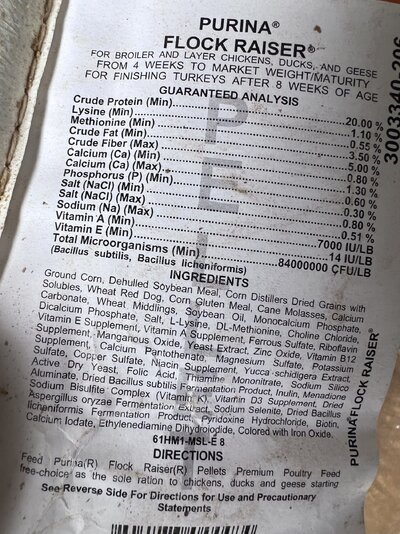 PURINA®
FLOCK RAISER®
FOR BROILER AND LAYER CHICKENS, DUCKS, AND GEESE
FROM 4 WEEKS TO MARKET WEIGHT/MATURITY
FOR FINISHING TURKEYS AFTER 8 WEEKS OF AGE
GUARANTEED ANALYSIS
Crude Protein (Min)....20.00 %
Lysine (Min)....1.10 %
Methionine (Min)....0.55 %
Crude Fat (Min)....3.50 %
Crude Fiber (Max)....5.00 %
Calcium (Ca) (Min)....0.80 %
Calcium (Ca) (Max)....1.30 %
Phosphorus (P) (Min)....0.60 %
Salt (NaCl) (Min)....0.30 %
Salt (NaCl) (Max)....0.80 %
Sodium (Na) (Max)....0.51 %
Vitamin A (Min)....7000 IU/LB
Vitamin E (Min)....14 IU/LB
Total Microorganisms (Min)....84000000 CFU/LB
(Bacillus subtilis, Bacillus licheniformis)
INGREDIENTS
Ground Corn, Dehulled Soybean Meal, Corn Distillers Dried Grains with
Solubles, Wheat Red Dog, Corn Gluten Meal, Cane Molasses, Calcium
Carbonate, Wheat Middlings, Soybean Oil, Monocalcium Phosphate,
Dicalcium Phosphate, Salt, L-Lysine, DL-Methionine, Choline Chloride,
Vitamin E Supplement, Vitamin A Supplement, Ferrous Sulfate, Riboflavin
Supplement, Manganous Oxide, Yeast Extract, Zinc Oxide, Vitamin B12
Supplement, Calcium Pantothenate, Magnesium Sulfate, Potassium
Sulfate, Copper Sulfate, Niacin Supplement, Yucca schidigera Extract,
Active Dry Yeast, Folic Acid, Thiamine Mononitrate, Sodium Silico
Aluminate, Dried Bacillus subtilis Fermentation Product, Inulin, Menadione
Sodium Bisulfite Complex (Vitamin K), Vitamin D3 Supplement, Dried
Aspergillus oryzae Fermentation Extract, Sodium Selenite, Dried Bacillus
licheniformis Fermentation Product, Pyridoxine Hydrochloride, Biotin,
Calcium Iodate, Ethylenediamine Dihydroiodide, Colored with Iron Oxide.
61HM1-MSL-E 8
DIRECTIONS
Feed Purina(R) Flock Raiser(R) Pellets Premium Poultry Feed
free-choice as the sole ration to chickens, ducks and geese starting
See Reverse Side For Directions for Use and Precautionary
Statements
PURINA® FLOCK RAISER®